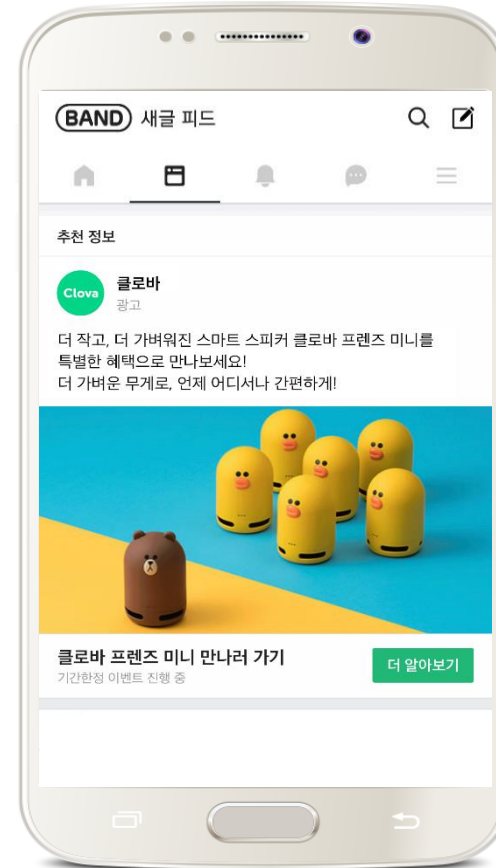 BAND 새글 피드
추천 정보
Clova
클로바
광고
더 작고, 더 가벼워진 스마트 스피커 클로바 프렌즈 미니를
특별한 혜택으로 만나보세요!
더 가벼운 무게로, 언제 어디서나 간편하게!
클로바 프렌즈 미니 만나러 가기
기간한정 이벤트 진행 중
더 알아보기